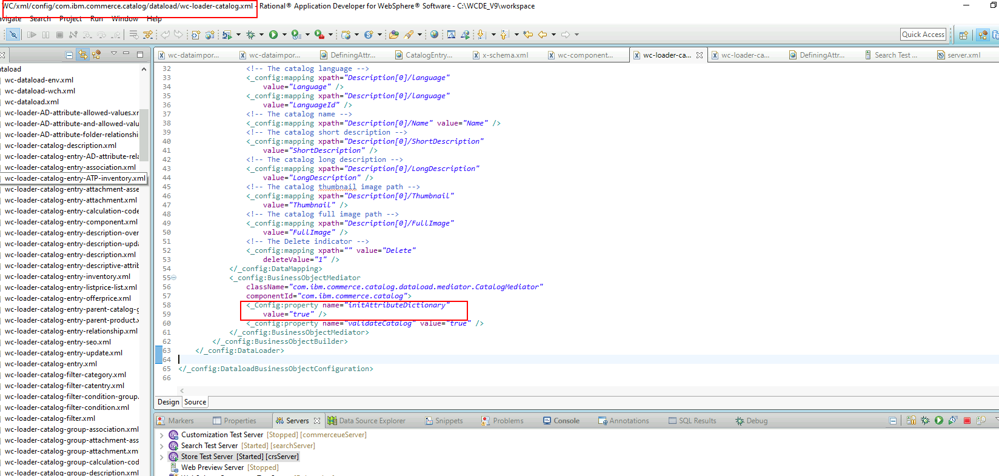 WC/xml/config/com.ibm.commerce.catalog/dataload/wc-loader-catalog.xml - Rational® Application Developer for WebSphere® Software - C:\WCDE_V9\workspace
avigate Search Project Run Window Help
Quick Access
wc-dataimpor... wc-dataimpor... DefiningAttr... CatalogEntry... x-schema.xml wc-component... wc-loader-ca... wc-loader-ca... DefiningAttr... Search Test ... server.xml
ataload
wc-dataload-env.xml
wc-dataload-wch.xml
wc-dataload.xml
wc-loader-AD-attribute-allowed-values.xm
wc-loader-AD-attribute-and-allowed-valu
wc-loader-AD-attribute-folder-relationshi
wc-loader-catalog-description.xml
wc-loader-catalog-entry-AD-attribute-rela
wc-loader-catalog-entry-association.xml
wc-loader-catalog-entry-ATP-inventory.xml
wc-loader-catalog-entry-attachment-asse
wc-loader-catalog-entry-attachment.xml
wc-loader-catalog-entry-calculation-code
wc-loader-catalog-entry-component.xml
wc-loader-catalog-entry-description-over
wc-loader-catalog-entry-description-upda
wc-loader-catalog-entry-description.xml
wc-loader-catalog-entry-descriptive-attrib
wc-loader-catalog-entry-inventory.xml
wc-loader-catalog-entry-listprice-list.xml
wc-loader-catalog-entry-offerprice.xml
wc-loader-catalog-entry-parent-catalog-g
wc-loader-catalog-entry-parent-product.x
wc-loader-catalog-entry-relationship.xml
wc-loader-catalog-entry-seo.xml
wc-loader-catalog-entry-update.xml
wc-loader-catalog-entry.xml
wc-loader-catalog-filter-category.xml
wc-loader-catalog-filter-catentry.xml
wc-loader-catalog-filter-condition-group.
wc-loader-catalog-filter-condition.xml
wc-loader-catalog-filter.xml
wc-loader-catalog-group-association.xml
wc-loader-catalog-group-attachment-ass
wc-loader-catalog-group-attachment.xm
wc-loader-catalog-group-calculation-cod
wc-loader-catalog-group-description.xml
32 <!-- The catalog language -->
33 <_config:mapping xpath="Description[0]/language"
34 value="Language" />
35 <_config:mapping xpath="Description[0]/language"
36 value="LanguageId" />
37 <!-- The catalog name -->
38 <_config:mapping xpath="Description[0]/Name" value="Name" />
39 <!-- The catalog short description -->
40 <_config:mapping xpath="Description[0]/ShortDescription"
41 value="ShortDescription" />
42 <!-- The catalog long description -->
43 <_config:mapping xpath="Description[0]/LongDescription"
44 value="LongDescription" />
45 <!-- The catalog thumbnail image path -->
46 <_config:mapping xpath="Description[0]/Thumbnail"
47 value="Thumbnail" />
48 <!-- The catalog full image path -->
49 <_config:mapping xpath="Description[0]/FullImage"
50 value="FullImage" />
51 <!-- The Delete indicator -->
52 <_config:mapping xpath="" value="Delete"
53 deleteValue="1" />
54 </_config:DataMapping>
55 <_config:BusinessObjectMediator
56 className="com.ibm.commerce.catalog.dataload.mediator.CatalogMediator"
57 componentId="com.ibm.commerce.catalog">
58 <_Config:property name="initAttributeDictionary"
59 value="true" />
60 <_config:property name="validateCatalog" value="true" />
61 </_config:BusinessObjectMediator>
62 </_config:BusinessObjectBuilder>
63 </_config:DataLoader>
64
65 </_config:DataloadBusinessObjectConfiguration>
66
Design Source
Markers Properties Servers Data Source Explorer Snippets Problems Console Annotations SQL Results Debug
Customization Test Server [Stopped] [commerceueServer]
Search Test Server [Started] [searchServer]
Store Test Server [Started] [crsServer]
Web Preview Server [Stopped]